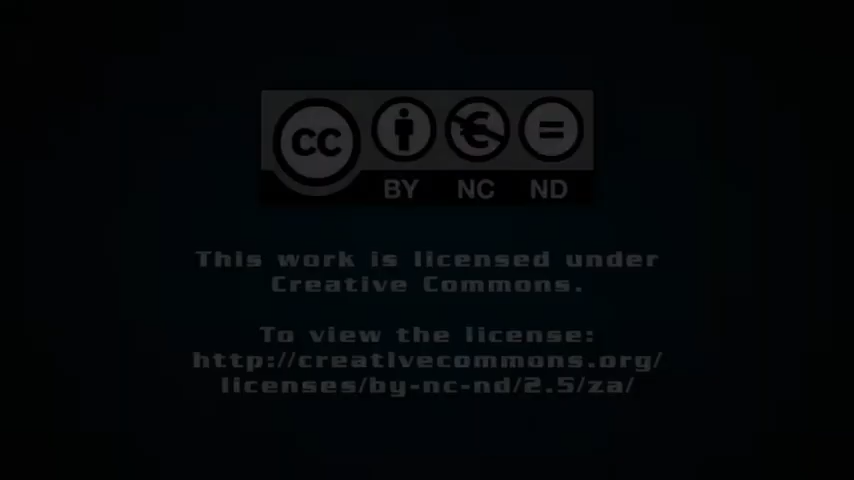 CC
BY NC ND
This work is licensed under
Creative Commons.
To view the license:
http://creativecommons.org/
licenses/by-nc-nd/2.5/za/